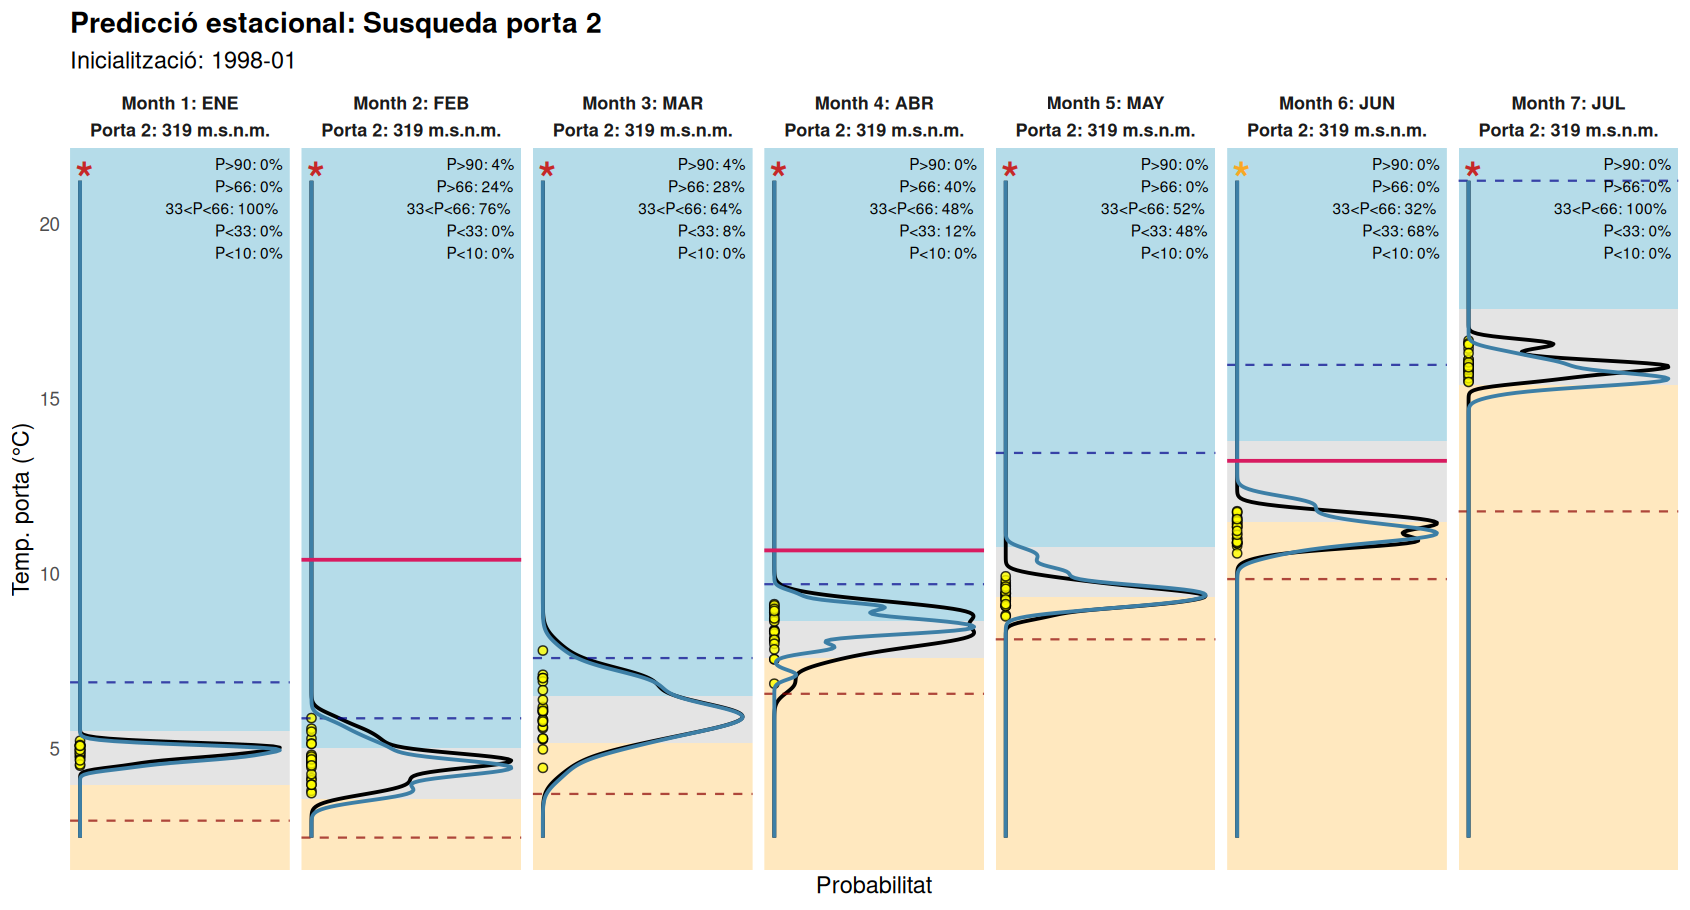 Predicció estacional: Susqueda porta 2
Inicialització: 1998-01
Month 1: ENE
Porta 2: 319 m.s.n.m.
Month 2: FEB
Porta 2: 319 m.s.n.m.
Month 3: MAR
Porta 2: 319 m.s.n.m.
Month 4: ABR
Porta 2: 319 m.s.n.m.
Month 5: MAY
Porta 2: 319 m.s.n.m.
Month 6: JUN
Porta 2: 319 m.s.n.m.
Month 7: JUL
Porta 2: 319 m.s.n.m.
*
P>90: 0%
P>66: 0%
33<P<66: 100%
P<33: 0%
P<10: 0%
*
P>90: 4%
P>66: 24%
33<P<66: 76%
P<33: 0%
P<10: 0%
*
P>90: 4%
P>66: 28%
33<P<66: 64%
P<33: 8%
P<10: 0%
*
P>90: 0%
P>66: 40%
33<P<66: 48%
P<33: 12%
P<10: 0%
*
P>90: 0%
P>66: 0%
33<P<66: 52%
P<33: 48%
P<10: 0%
*
P>90: 0%
P>66: 0%
33<P<66: 32%
P<33: 68%
P<10: 0%
*
P>90: 0%
P>66: 0%
33<P<66: 100%
P<33: 0%
P<10: 0%
20
15
10
5
Temp. porta (°C)
Probabilitat